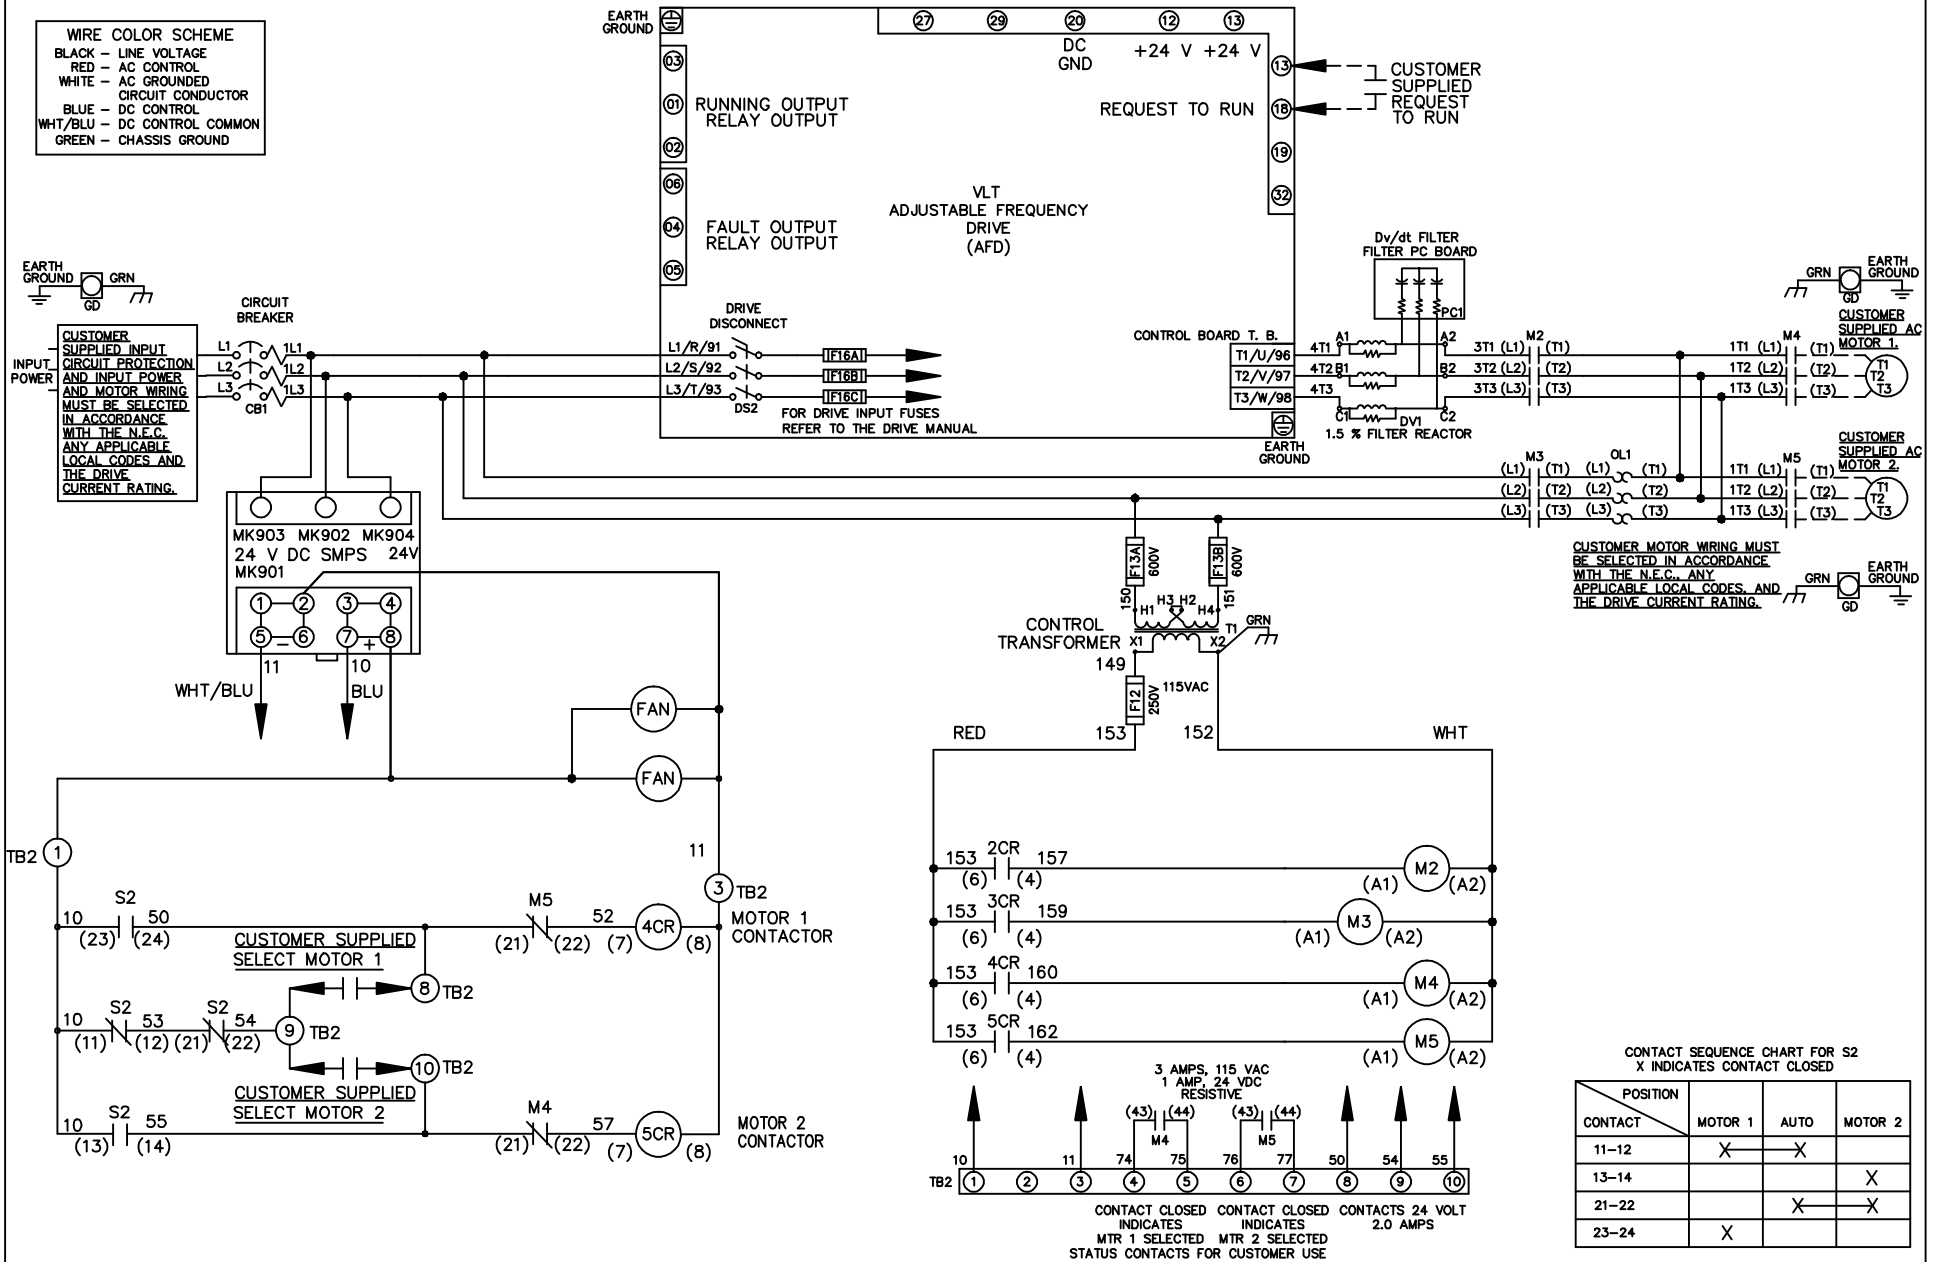 WIRE COLOR SCHEME
BLACK – LINE VOLTAGE
RED – AC CONTROL
WHITE – AC GROUNDED
CIRCUIT CONDUCTOR
BLUE – DC CONTROL
WHT/BLU – DC CONTROL COMMON
GREEN – CHASSIS GROUND
EARTH
GROUND
27 29 20 12 13
DC
GND
+24 V +24 V
03
01
02
RUNNING OUTPUT
RELAY OUTPUT
06
04
05
FAULT OUTPUT
RELAY OUTPUT
VLT
ADJUSTABLE FREQUENCY
DRIVE
(AFD)
REQUEST TO RUN
13
18
19
32
CUSTOMER
SUPPLIED
REQUEST
TO RUN
EARTH
GROUND
GRN
GD
INPUT
POWER
CUSTOMER
SUPPLIED INPUT
CIRCUIT PROTECTION
AND INPUT POWER
AND MOTOR WIRING
MUST BE SELECTED
IN ACCORDANCE
WITH THE N.E.C.
ANY APPLICABLE
LOCAL CODES AND
THE DRIVE
CURRENT RATING.
CIRCUIT
BREAKER
L1 1L1
L2 1L2
L3 1L3
CB1
DRIVE
DISCONNECT
L1/R/91 F16A
L2/S/92 F16B
L3/T/93 F16C
DS2
FOR DRIVE INPUT FUSES
REFER TO THE DRIVE MANUAL
CONTROL BOARD T. B.
T1/U/96
T2/V/97
T3/W/98
EARTH
GROUND
Dv/dt FILTER
FILTER PC BOARD
PC1
4T1 A1 A2
4T2 B1 B2
4T3 C1 C2
DV1
1.5 % FILTER REACTOR
M2
3T1 (L1) (T1)
3T2 (L2) (T2)
3T3 (L3) (T3)
M4
1T1 (L1) (T1)
1T2 (L2) (T2)
1T3 (L3) (T3)
GRN
EARTH
GROUND
GD
CUSTOMER
SUPPLIED AC
MOTOR 1.
T1
T2
T3
M3
(L1) (T1)
(L2) (T2)
(L3) (T3)
OL1
(L1) (T1)
(L2) (T2)
(L3) (T3)
M5
1T1 (L1) (T1)
1T2 (L2) (T2)
1T3 (L3) (T3)
CUSTOMER
SUPPLIED AC
MOTOR 2.
T1
T2
T3
CUSTOMER MOTOR WIRING MUST
BE SELECTED IN ACCORDANCE
WITH THE N.E.C., ANY
APPLICABLE LOCAL CODES, AND
THE DRIVE CURRENT RATING.
GRN
EARTH
GROUND
GD
MK903 MK902 MK904
24 V DC SMPS 24V
MK901
1 2 3 4
5 – 6 7 + 8
11 10
WHT/BLU BLU
FAN
FAN
F13A
600V
F13B
600V
150 151
H1 H3 H2 H4
CONTROL
TRANSFORMER
X1 X2 T1 GRN
149
F12
250V
115VAC
153 152
RED WHT
153 2CR 157 M2
(6) (4) (A1) (A2)
153 3CR 159 M3
(6) (4) (A1) (A2)
153 4CR 160 M4
(6) (4) (A1) (A2)
153 5CR 162 M5
(6) (4) (A1) (A2)
TB2 1
11
3 TB2
10 S2 50 M5 52 4CR
(23) (24) (21) (22) (7) (8)
MOTOR 1
CONTACTOR
CUSTOMER SUPPLIED
SELECT MOTOR 1
8 TB2
10 S2 53 S2 54 9 TB2
(11) (12) (21) (22)
10 TB2
CUSTOMER SUPPLIED
SELECT MOTOR 2
10 S2 55 M4 57 5CR
(13) (14) (21) (22) (7) (8)
MOTOR 2
CONTACTOR
3 AMPS, 115 VAC
1 AMP, 24 VDC
RESISTIVE
(43) (44) (43) (44)
M4 M5
10 11 74 75 76 77 50 54 55
TB2 1 2 3 4 5 6 7 8 9 10
CONTACT CLOSED
INDICATES
MTR 1 SELECTED
CONTACT CLOSED
INDICATES
MTR 2 SELECTED
STATUS CONTACTS FOR CUSTOMER USE
CONTACTS 24 VOLT
2.0 AMPS
CONTACT SEQUENCE CHART FOR S2
X INDICATES CONTACT CLOSED
POSITION
CONTACT MOTOR 1 AUTO MOTOR 2
11–12 X X
13–14 X
21–22 X X
23–24 X